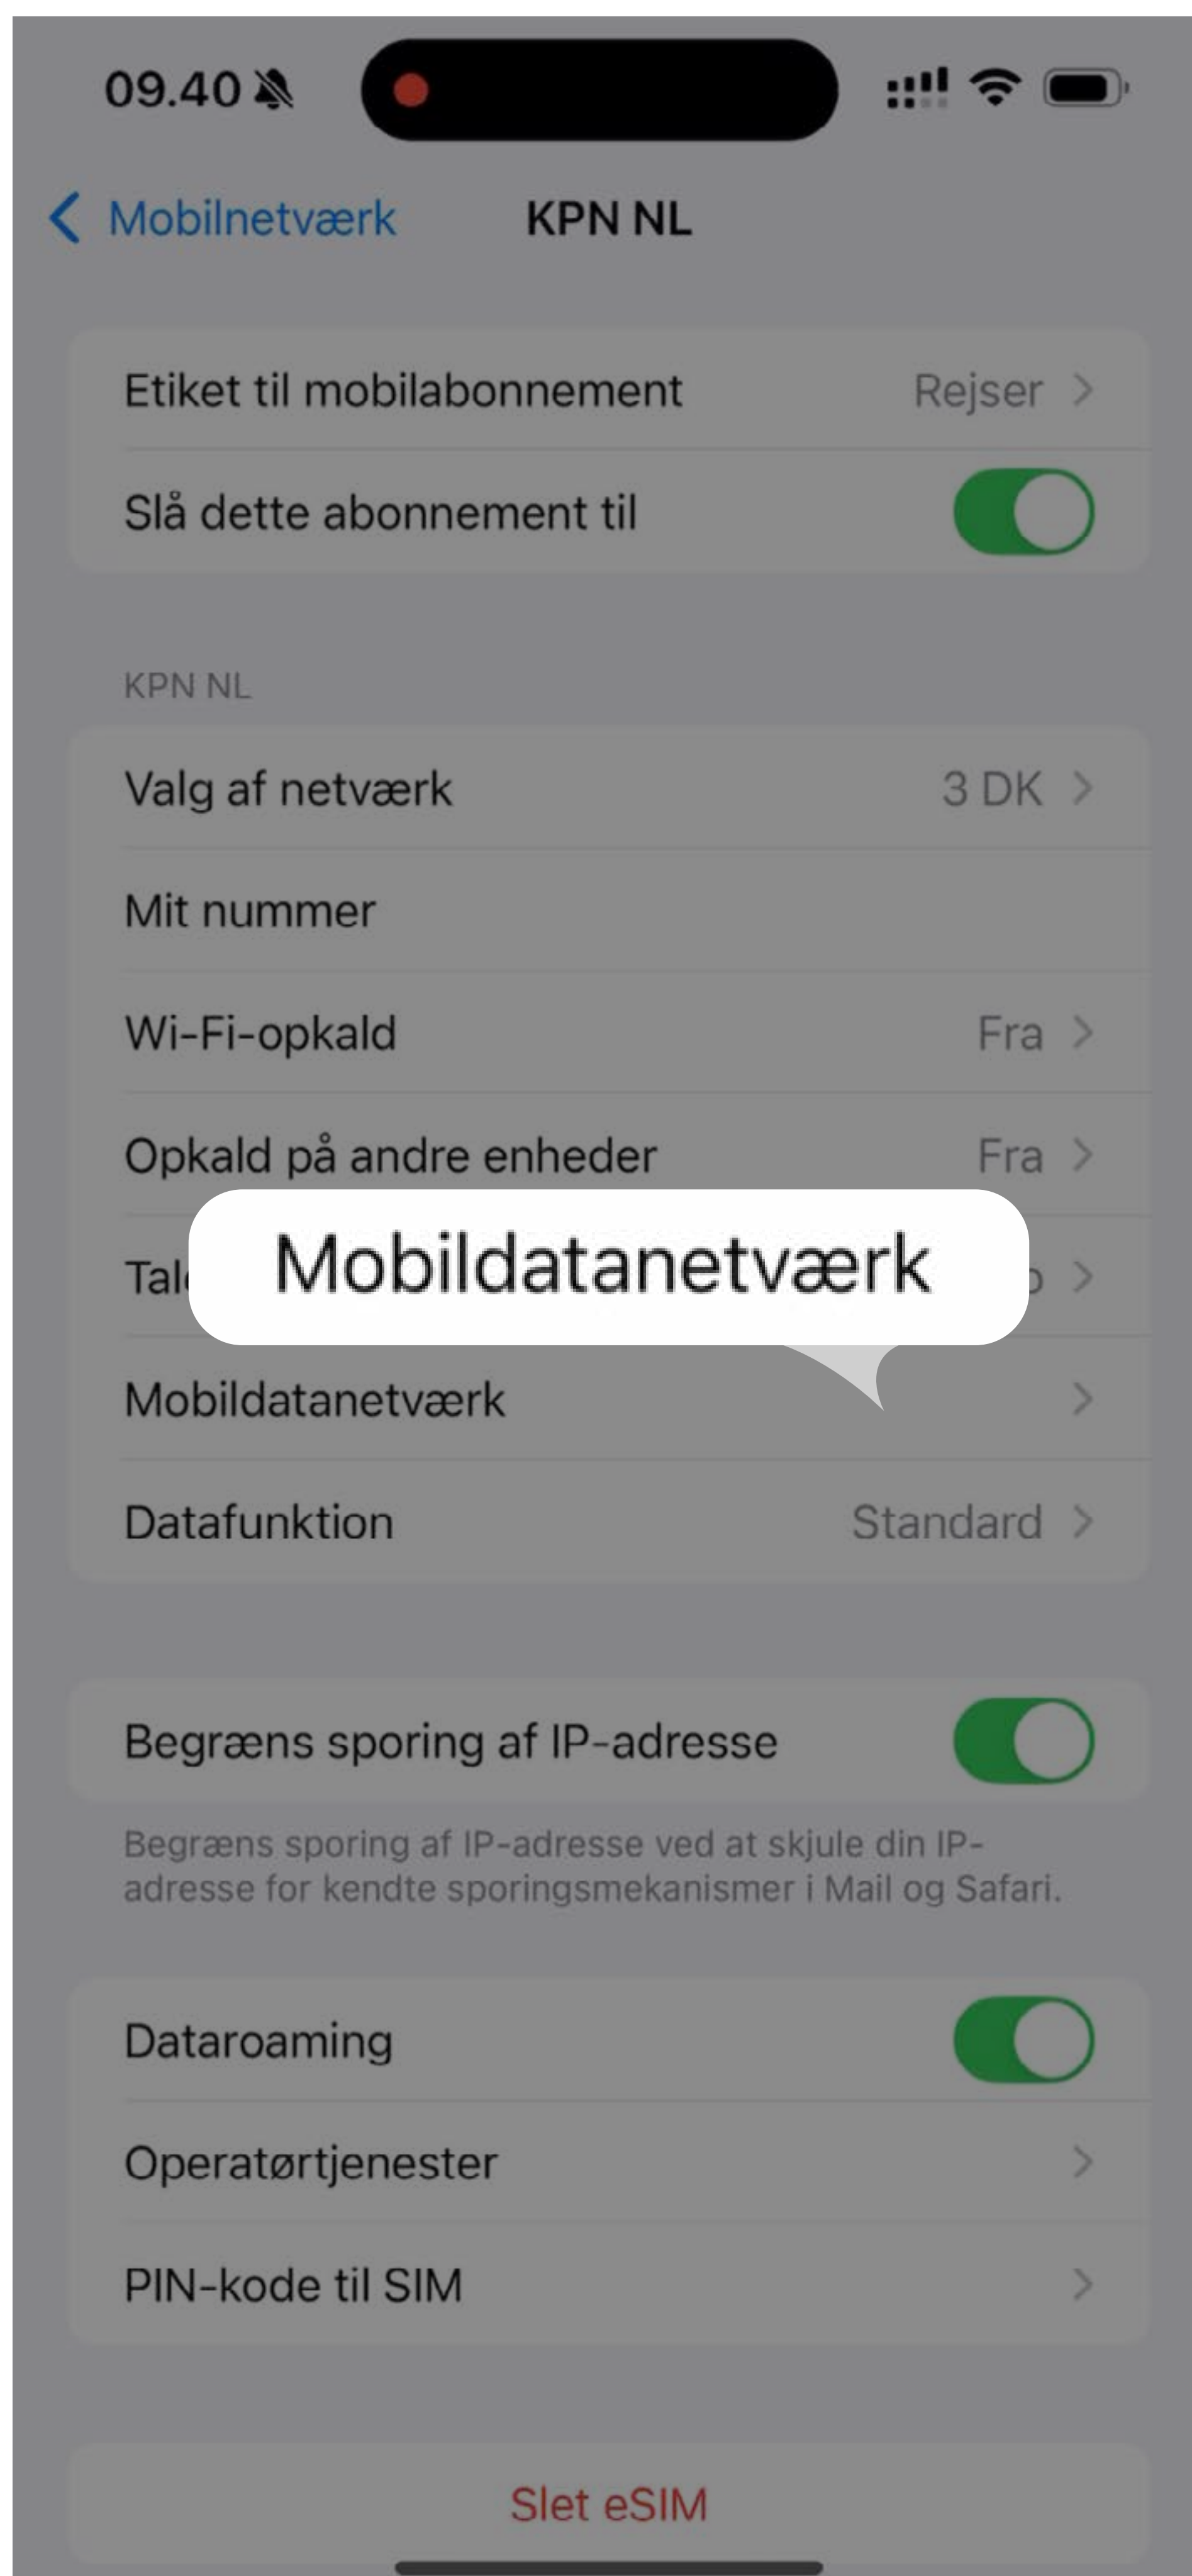 09.40
Mobilnetværk
KPN NL
Etiket til mobilabonnement Rejser
Slå dette abonnement til
KPN NL
Valg af netværk 3 DK
Mit nummer
Wi-Fi-opkald Fra
Opkald på andre enheder Fra
Mobildatanetværk
Mobildatanetværk
Datafunktion Standard
Begræns sporing af IP-adresse
Begræns sporing af IP-adresse ved at skjule din IP-
adresse for kendte sporingsmekanismer i Mail og Safari.
Dataroaming
Operatørtjenester
PIN-kode til SIM
Slet eSIM